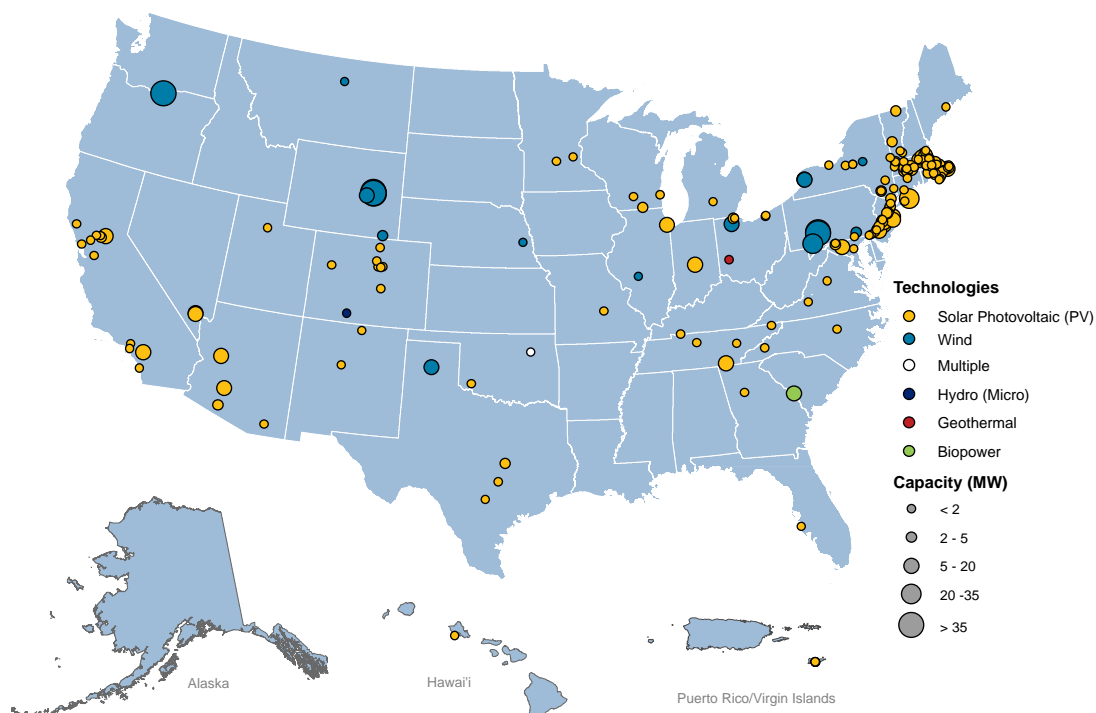 Technologies
Solar Photovoltaic (PV)
Wind
Multiple
Hydro (Micro)
Geothermal
Biopower
Capacity (MW)
< 2
2 - 5
5 - 20
20 -35
> 35
Alaska
Hawai'i
Puerto Rico/Virgin Islands